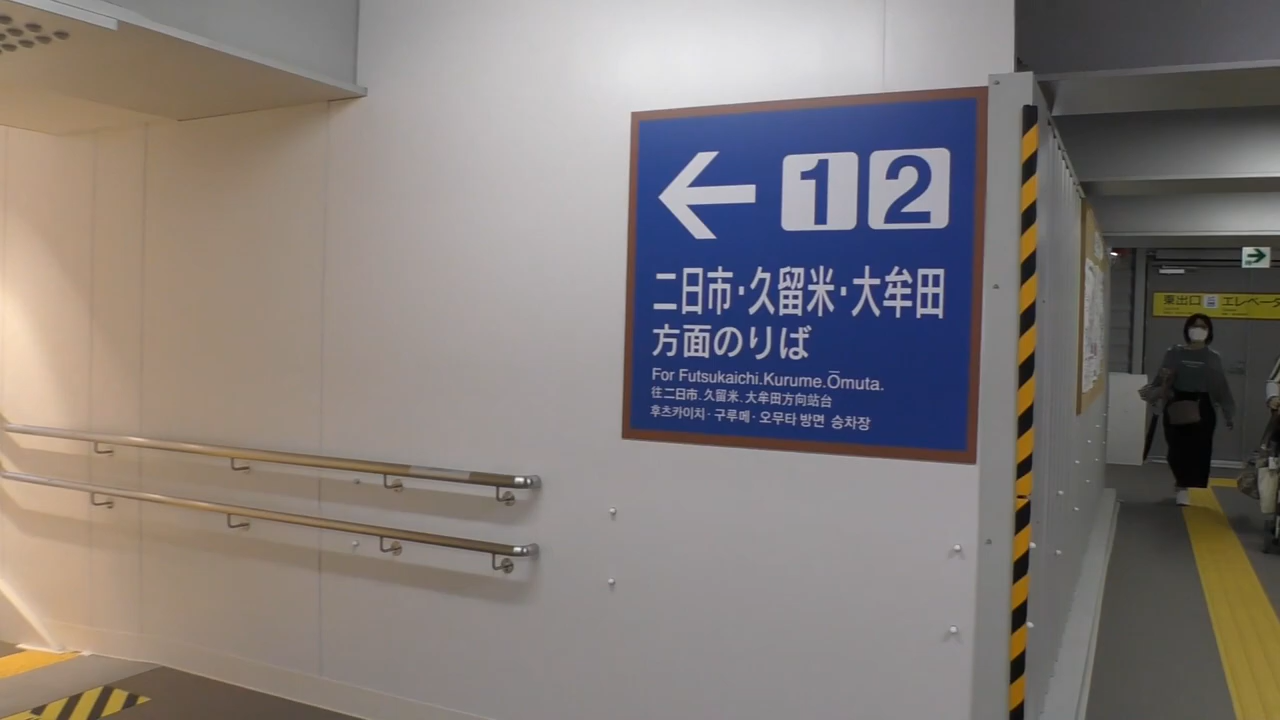 ← 1 2
二日市・久留米・大牟田
方面のりば
For Futsukaichi.Kurume.Ōmuta.
往二日市.久留米.大牟田方向站台
후츠카이치·구루메·오무타 방면 승차장
東出口 エレベータ